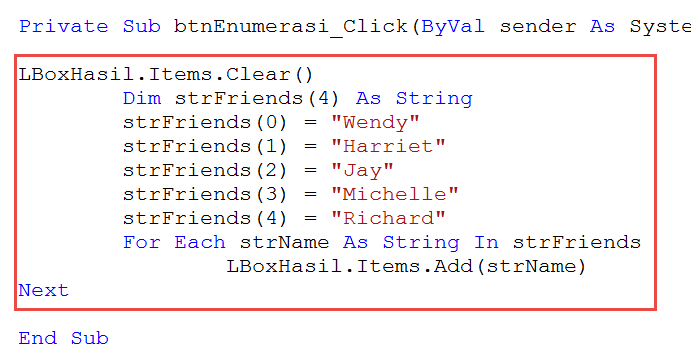 Private Sub btnEnumerasi_Click(ByVal sender As Syste
LBoxHasil.Items.Clear()
Dim strFriends(4) As String
strFriends(0) = "Wendy"
strFriends(1) = "Harriet"
strFriends(2) = "Jay"
strFriends(3) = "Michelle"
strFriends(4) = "Richard"
For Each strName As String In strFriends
LBoxHasil.Items.Add(strName)
Next
End Sub